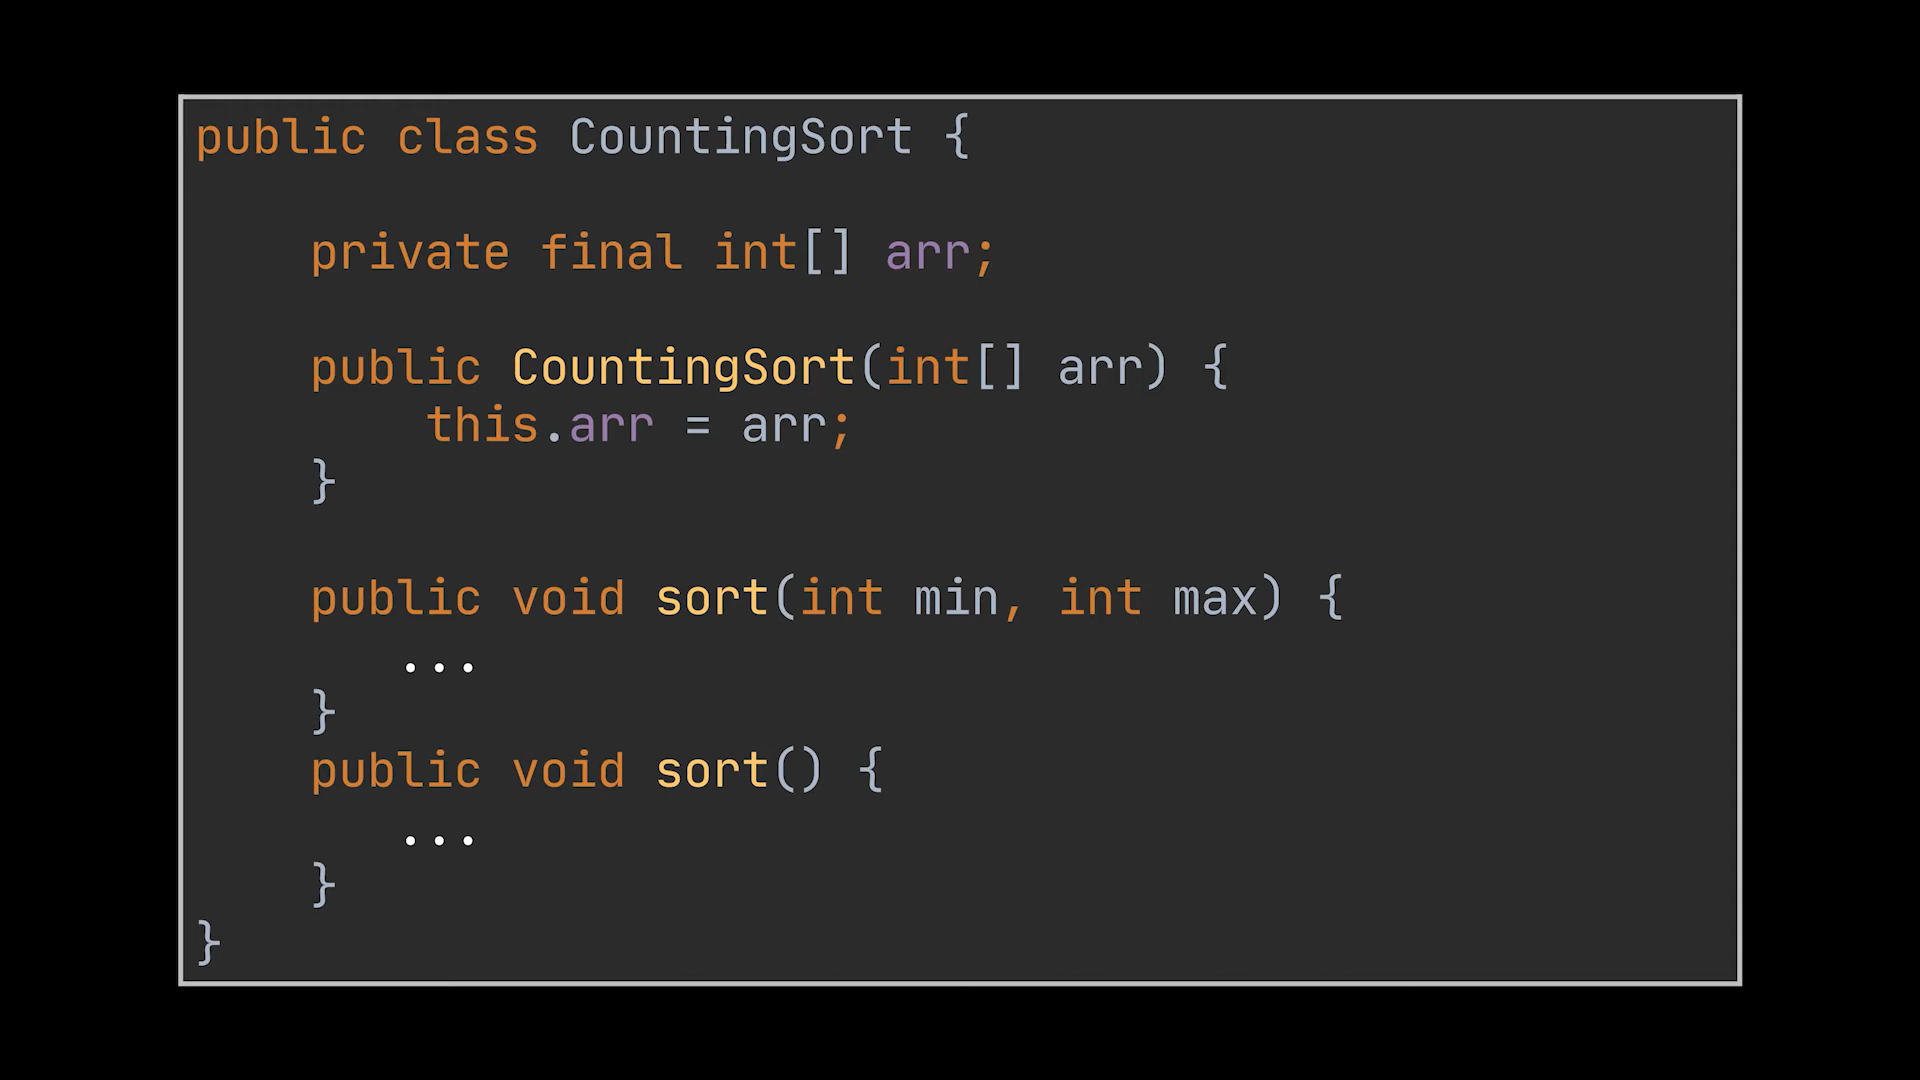 public class CountingSort {
private final int[] arr;
public CountingSort(int[] arr) {
this.arr = arr;
}
public void sort(int min, int max) {
...
}
public void sort() {
...
}
}